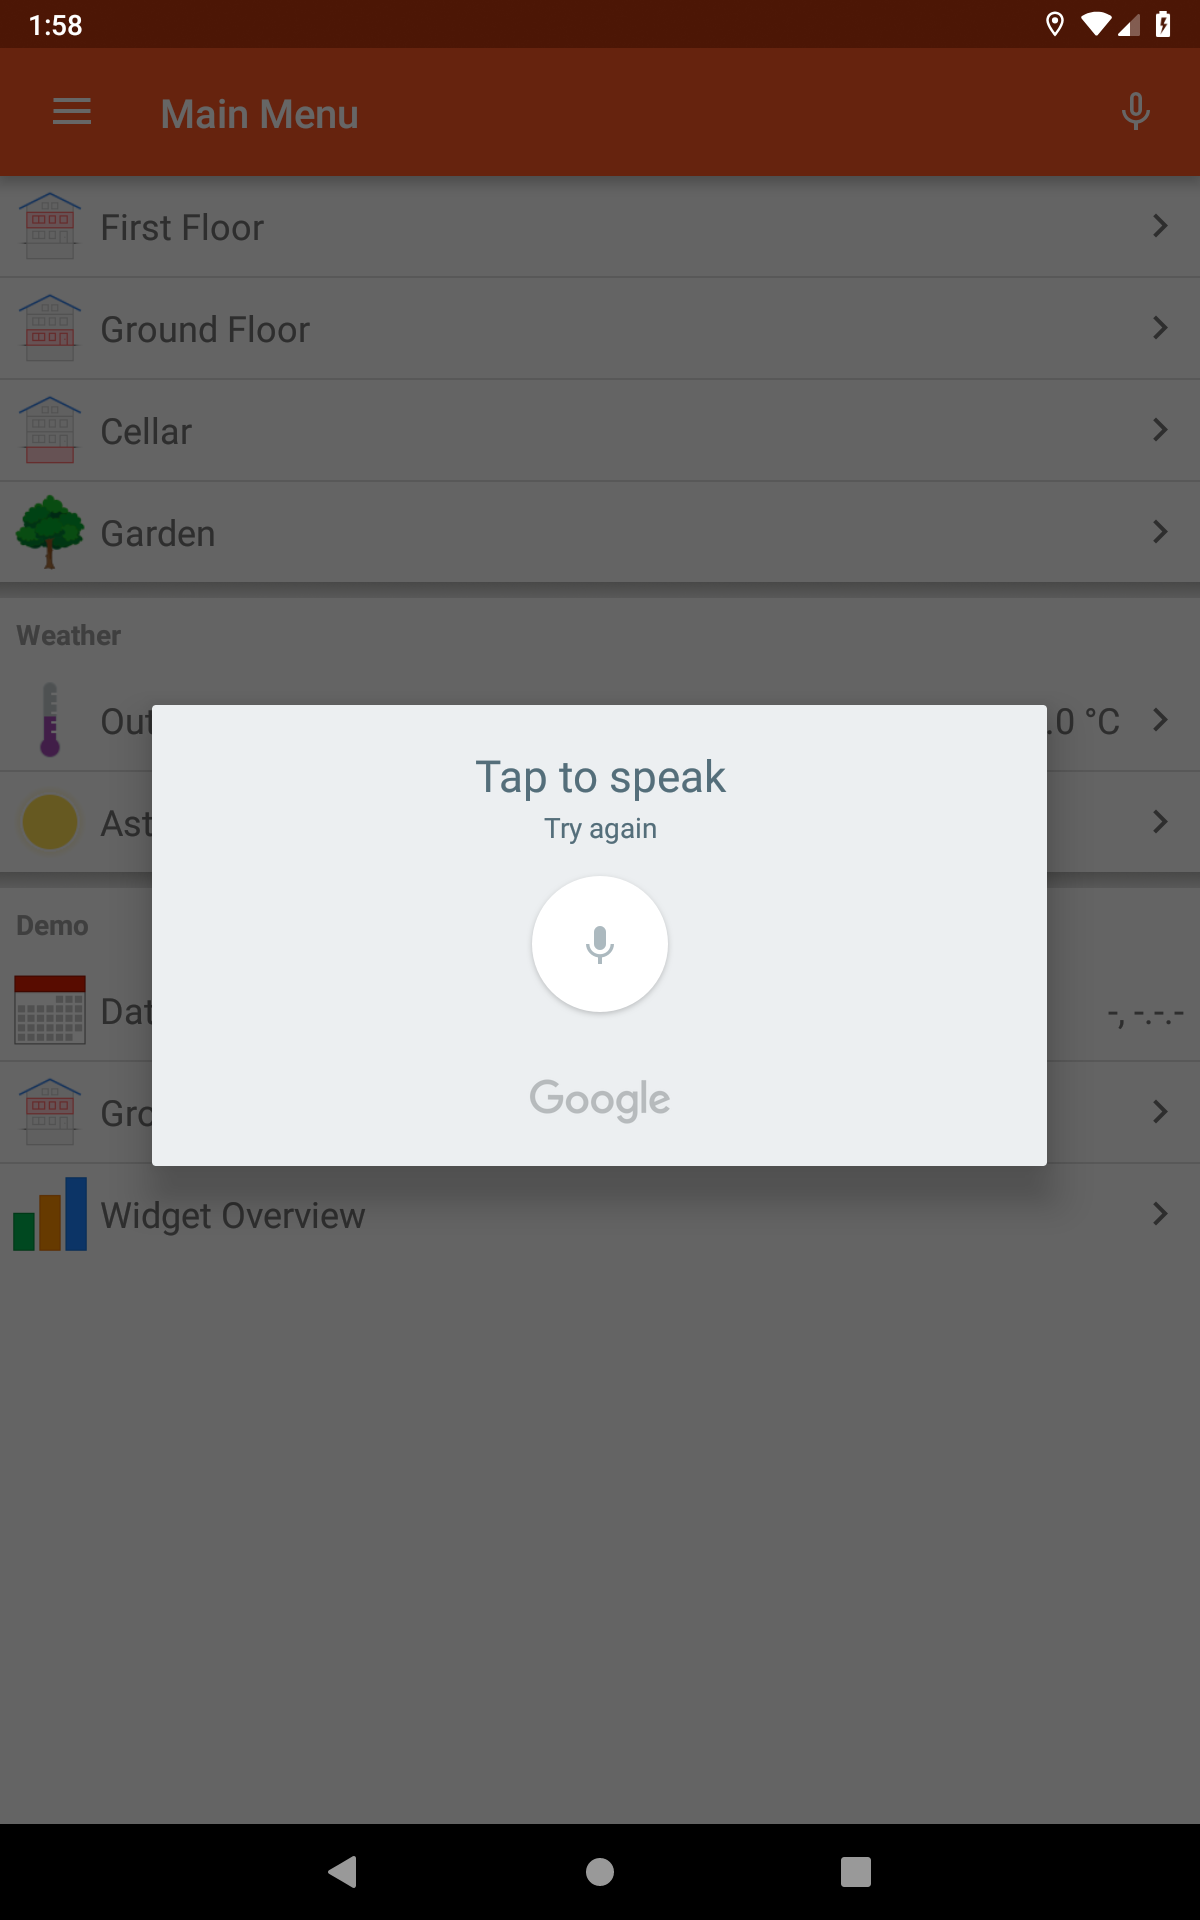 1:58
Main Menu
First Floor
Ground Floor
Cellar
Garden
Weather
Out
.0 °C
Ast
Tap to speak
Try again
Google
Demo
Dat
-, -.-.-
Gro
Widget Overview